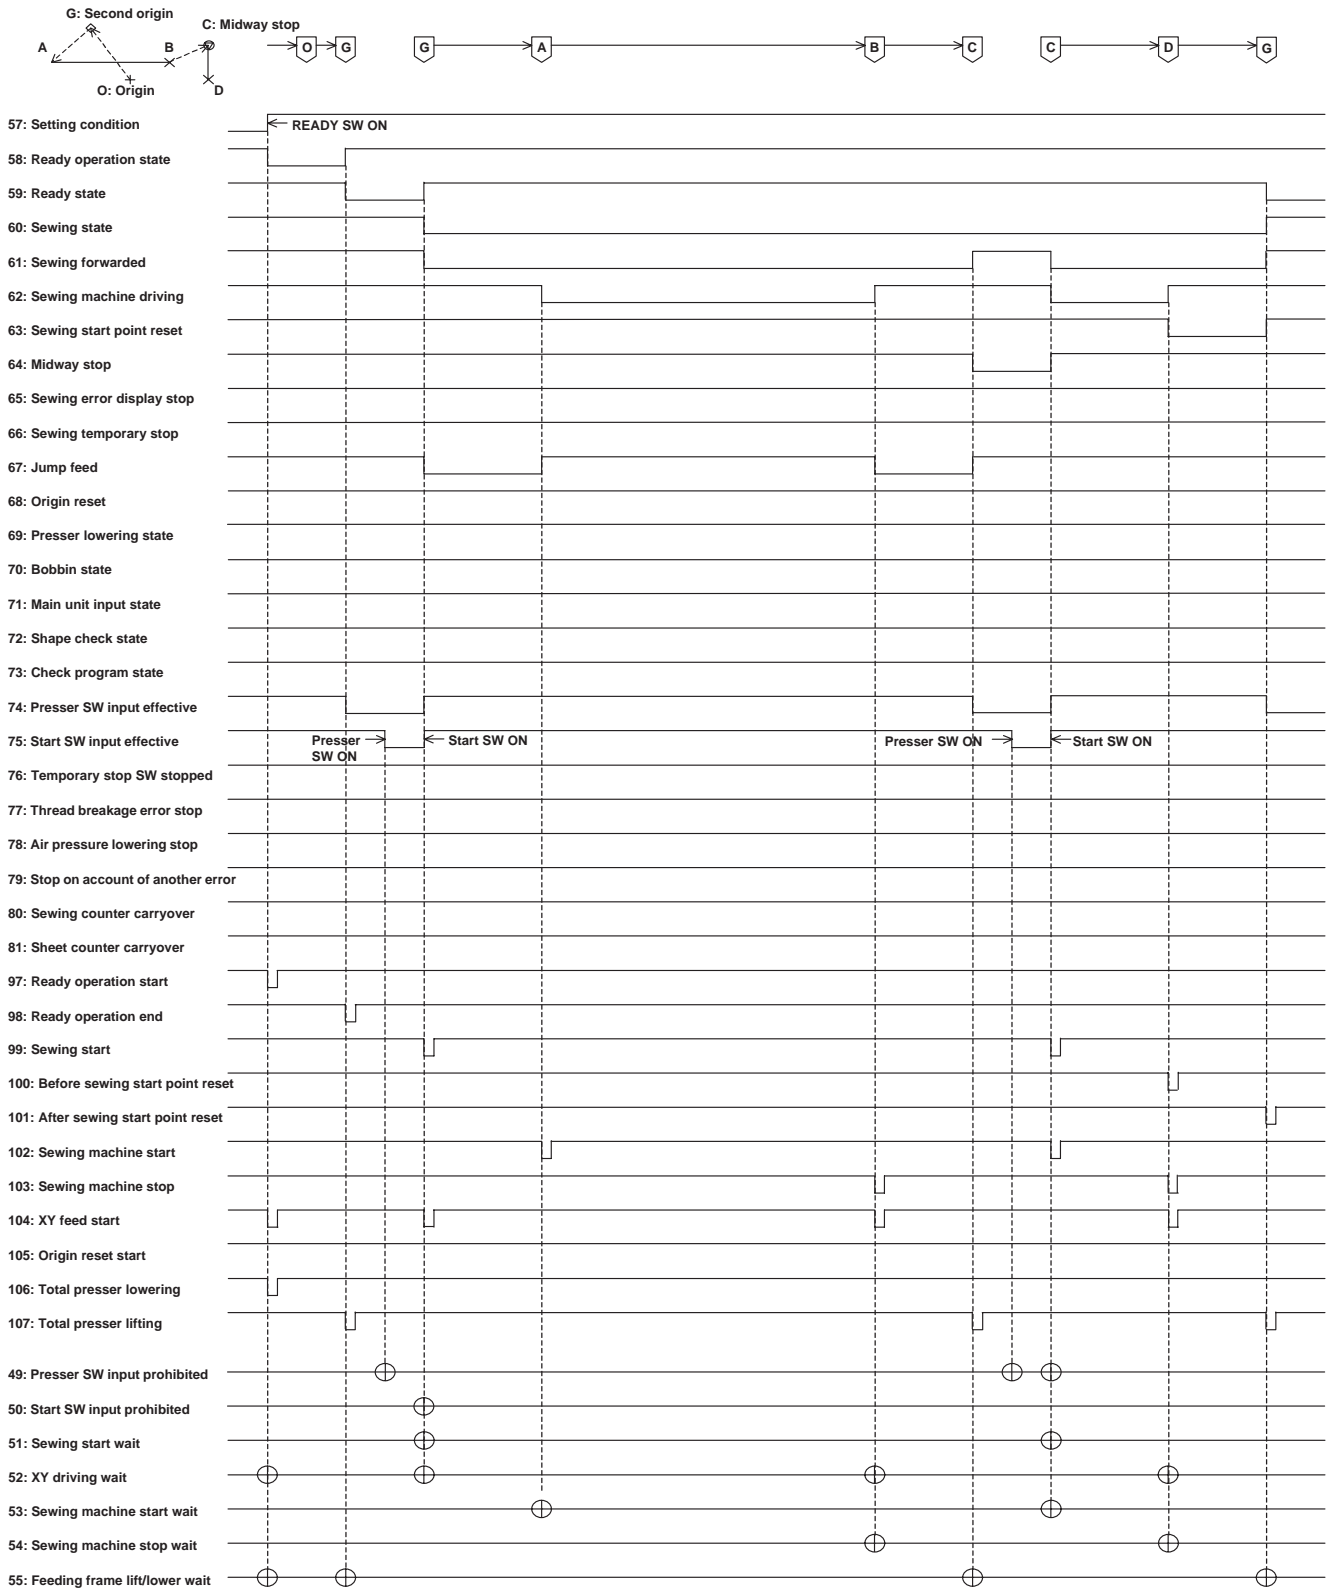 G: Second origin
C: Midway stop
A
B
O: Origin
D
O
G
G
A
B
C
C
D
G
57: Setting condition
READY SW ON
58: Ready operation state
59: Ready state
60: Sewing state
61: Sewing forwarded
62: Sewing machine driving
63: Sewing start point reset
64: Midway stop
65: Sewing error display stop
66: Sewing temporary stop
67: Jump feed
68: Origin reset
69: Presser lowering state
70: Bobbin state
71: Main unit input state
72: Shape check state
73: Check program state
74: Presser SW input effective
75: Start SW input effective
Presser
SW ON
Start SW ON
Presser SW ON
Start SW ON
76: Temporary stop SW stopped
77: Thread breakage error stop
78: Air pressure lowering stop
79: Stop on account of another error
80: Sewing counter carryover
81: Sheet counter carryover
97: Ready operation start
98: Ready operation end
99: Sewing start
100: Before sewing start point reset
101: After sewing start point reset
102: Sewing machine start
103: Sewing machine stop
104: XY feed start
105: Origin reset start
106: Total presser lowering
107: Total presser lifting
49: Presser SW input prohibited
50: Start SW input prohibited
51: Sewing start wait
52: XY driving wait
53: Sewing machine start wait
54: Sewing machine stop wait
55: Feeding frame lift/lower wait